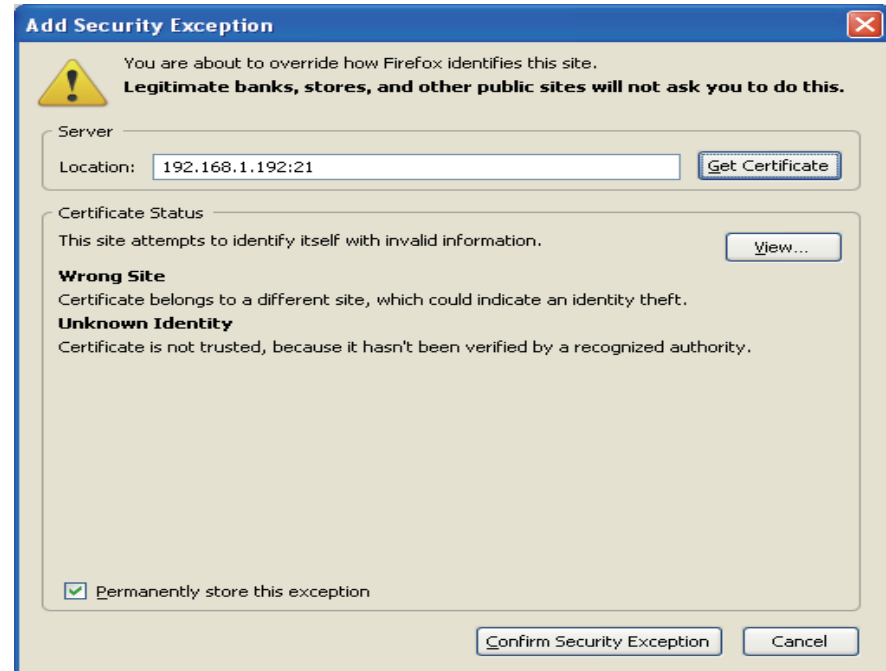 Add Security Exception
You are about to override how Firefox identifies this site.
Legitimate banks, stores, and other public sites will not ask you to do this.
Server
Location: 192.168.1.192:21 Get Certificate
Certificate Status
This site attempts to identify itself with invalid information. View...
Wrong Site
Certificate belongs to a different site, which could indicate an identity theft.
Unknown Identity
Certificate is not trusted, because it hasn't been verified by a recognized authority.
Permanently store this exception
Confirm Security Exception Cancel